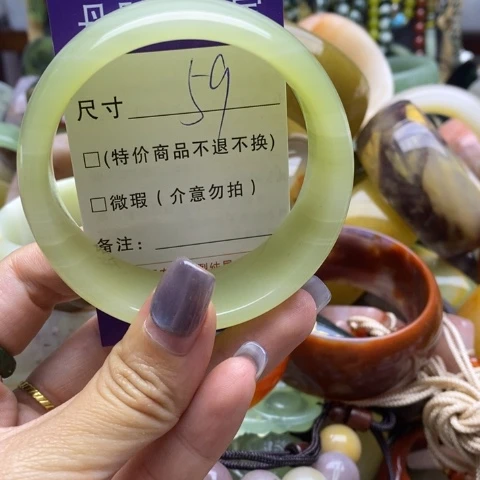 尺寸 59
□(特价商品不退不换)
□微瑕(介意勿拍)
备注: